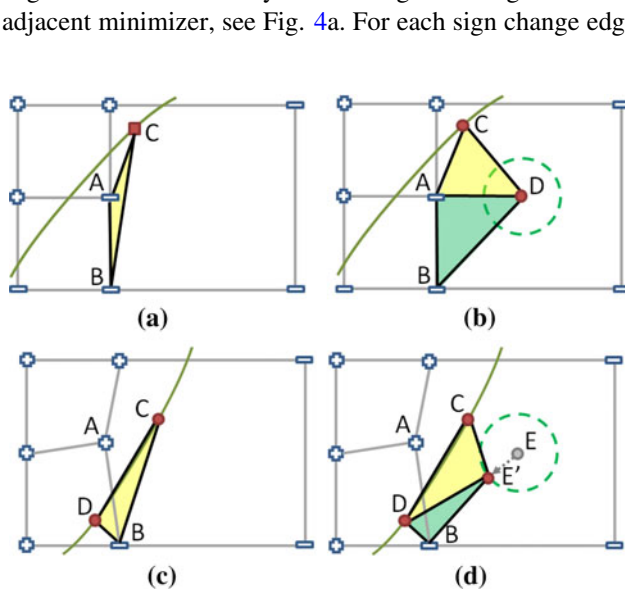 adjacent minimizer, see Fig. 4a. For each sign change edg
C
A
B
(a)
C
A
D
B
(b)
C
A
D
B
(c)
C
A
E
E'
D
B
(d)